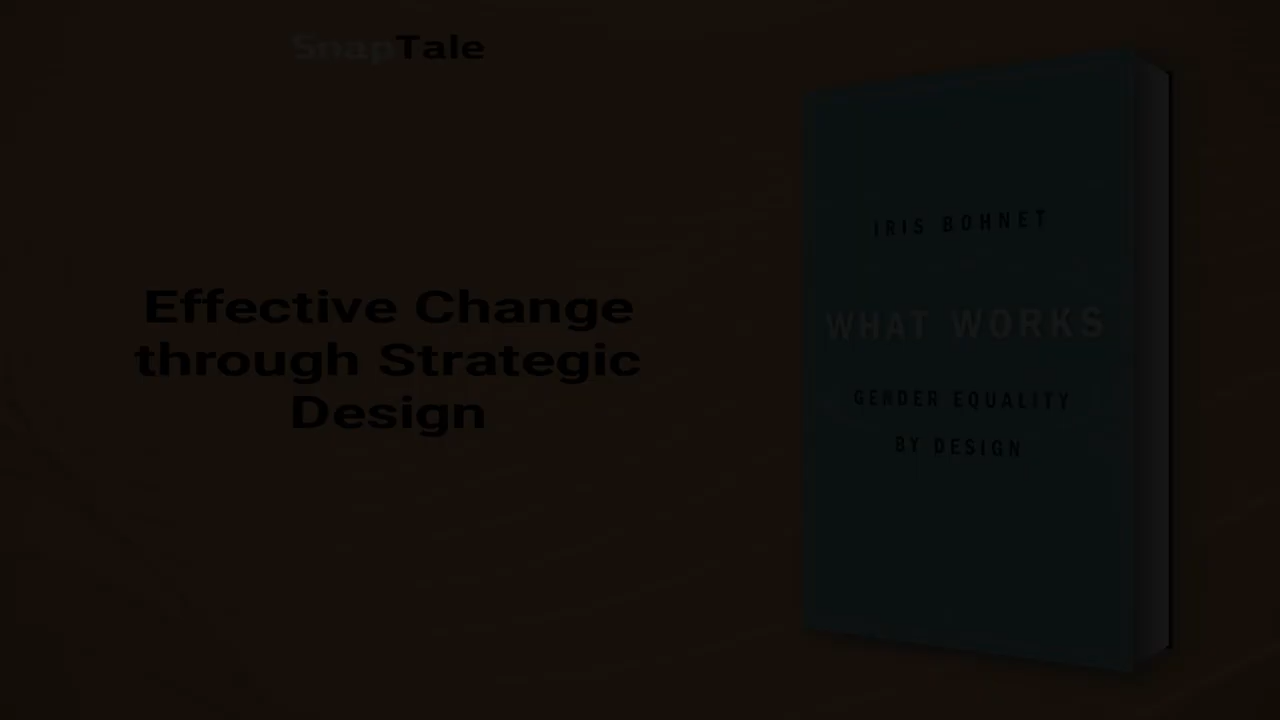 SnapTale
Effective Change
through Strategic
Design
IRIS BOHNET
WHAT WORKS
GENDER EQUALITY
BY DESIGN